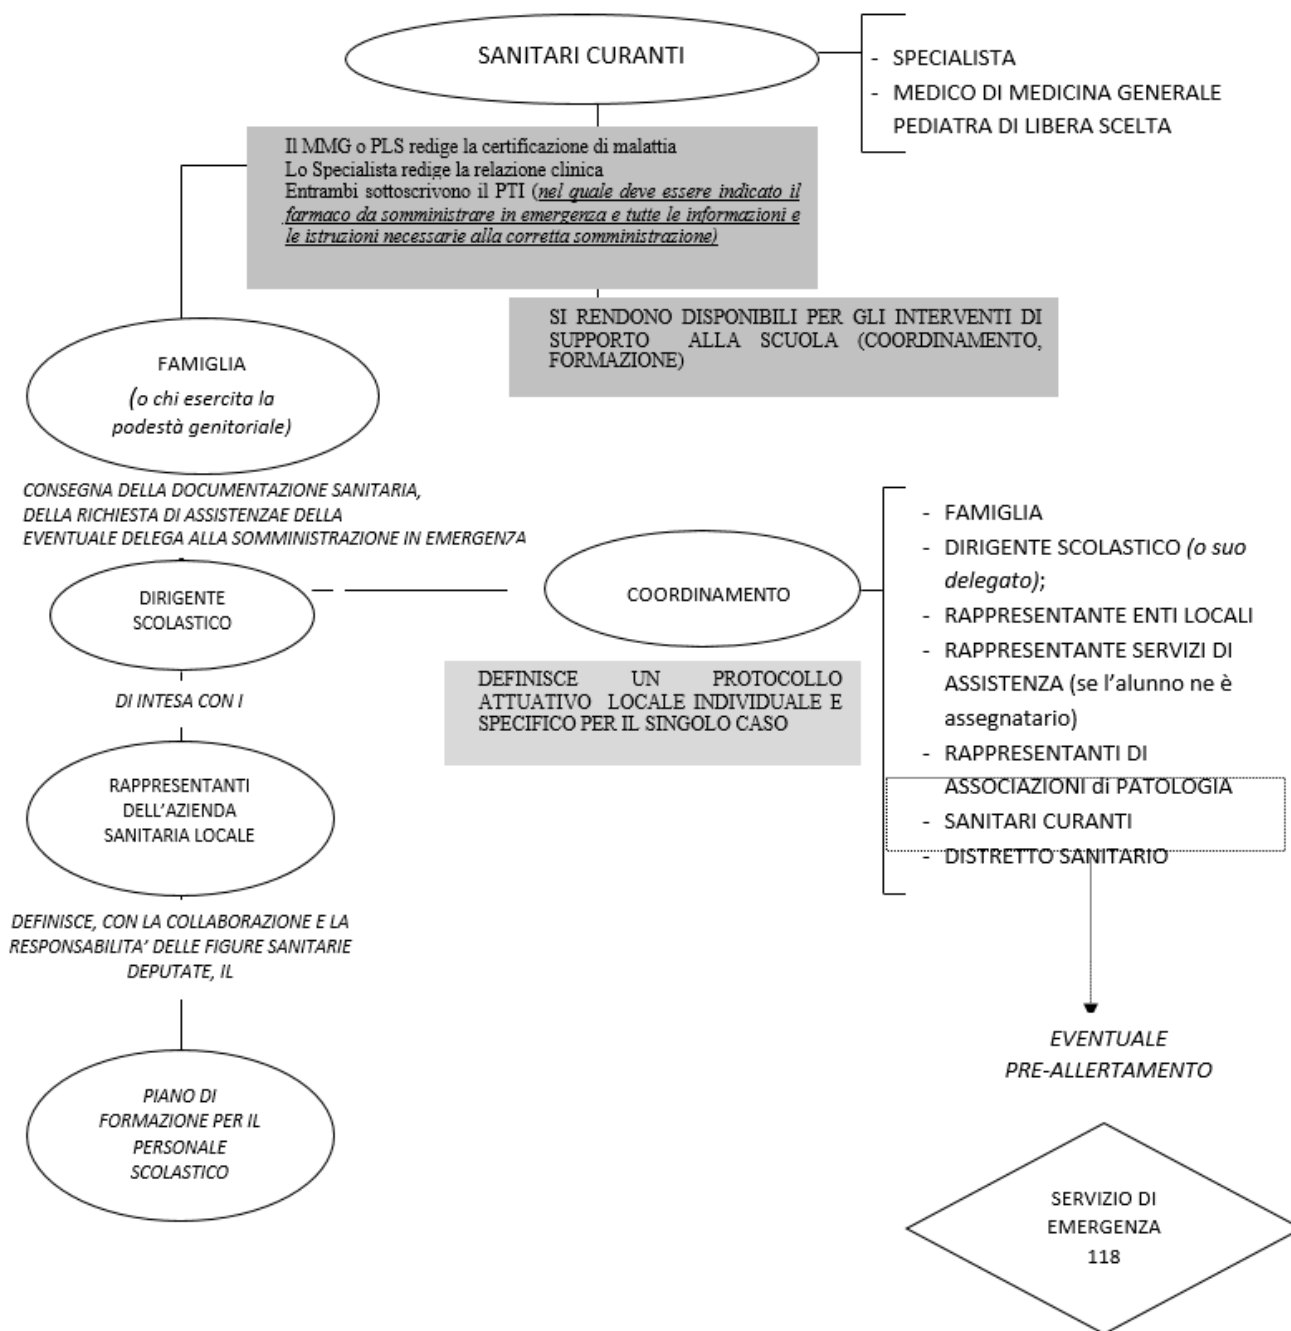 SANITARI CURANTI
- SPECIALISTA
- MEDICO DI MEDICINA GENERALE
PEDIATRA DI LIBERA SCELTA
Il MMG o PLS redige la certificazione di malattia
Lo Specialista redige la relazione clinica
Entrambi sottoscrivono il PTI (nel quale deve essere indicato il
farmaco da somministrare in emergenza e tutte le informazioni e
le istruzioni necessarie alla corretta somministrazione)
SI RENDONO DISPONIBILI PER GLI INTERVENTI DI
SUPPORTO ALLA SCUOLA (COORDINAMENTO,
FORMAZIONE)
FAMIGLIA
(o chi esercita la
podestà genitoriale)
CONSEGNA DELLA DOCUMENTAZIONE SANITARIA,
DELLA RICHIESTA DI ASSISTENZAE DELLA
EVENTUALE DELEGA ALLA SOMMINISTRAZIONE IN EMERGENZA
DIRIGENTE
SCOLASTICO
DI INTESA CON I
RAPPRESENTANTI
DELL'AZIENDA
SANITARIA LOCALE
DEFINISCE, CON LA COLLABORAZIONE E LA
RESPONSABILITA' DELLE FIGURE SANITARIE
DEPUTATE, IL
PIANO DI
FORMAZIONE PER IL
PERSONALE
SCOLASTICO
COORDINAMENTO
DEFINISCE UN PROTOCOLLO
ATTUATIVO LOCALE INDIVIDUALE E
SPECIFICO PER IL SINGOLO CASO
- FAMIGLIA
- DIRIGENTE SCOLASTICO (o suo
delegato);
- RAPPRESENTANTE ENTI LOCALI
- RAPPRESENTANTE SERVIZI DI
ASSISTENZA (se l'alunno ne è
assegnatario)
- RAPPRESENTANTI DI
ASSOCIAZIONI di PATOLOGIA
- SANITARI CURANTI
- DISTRETTO SANITARIO
EVENTUALE
PRE-ALLERTAMENTO
SERVIZIO DI
EMERGENZA
118